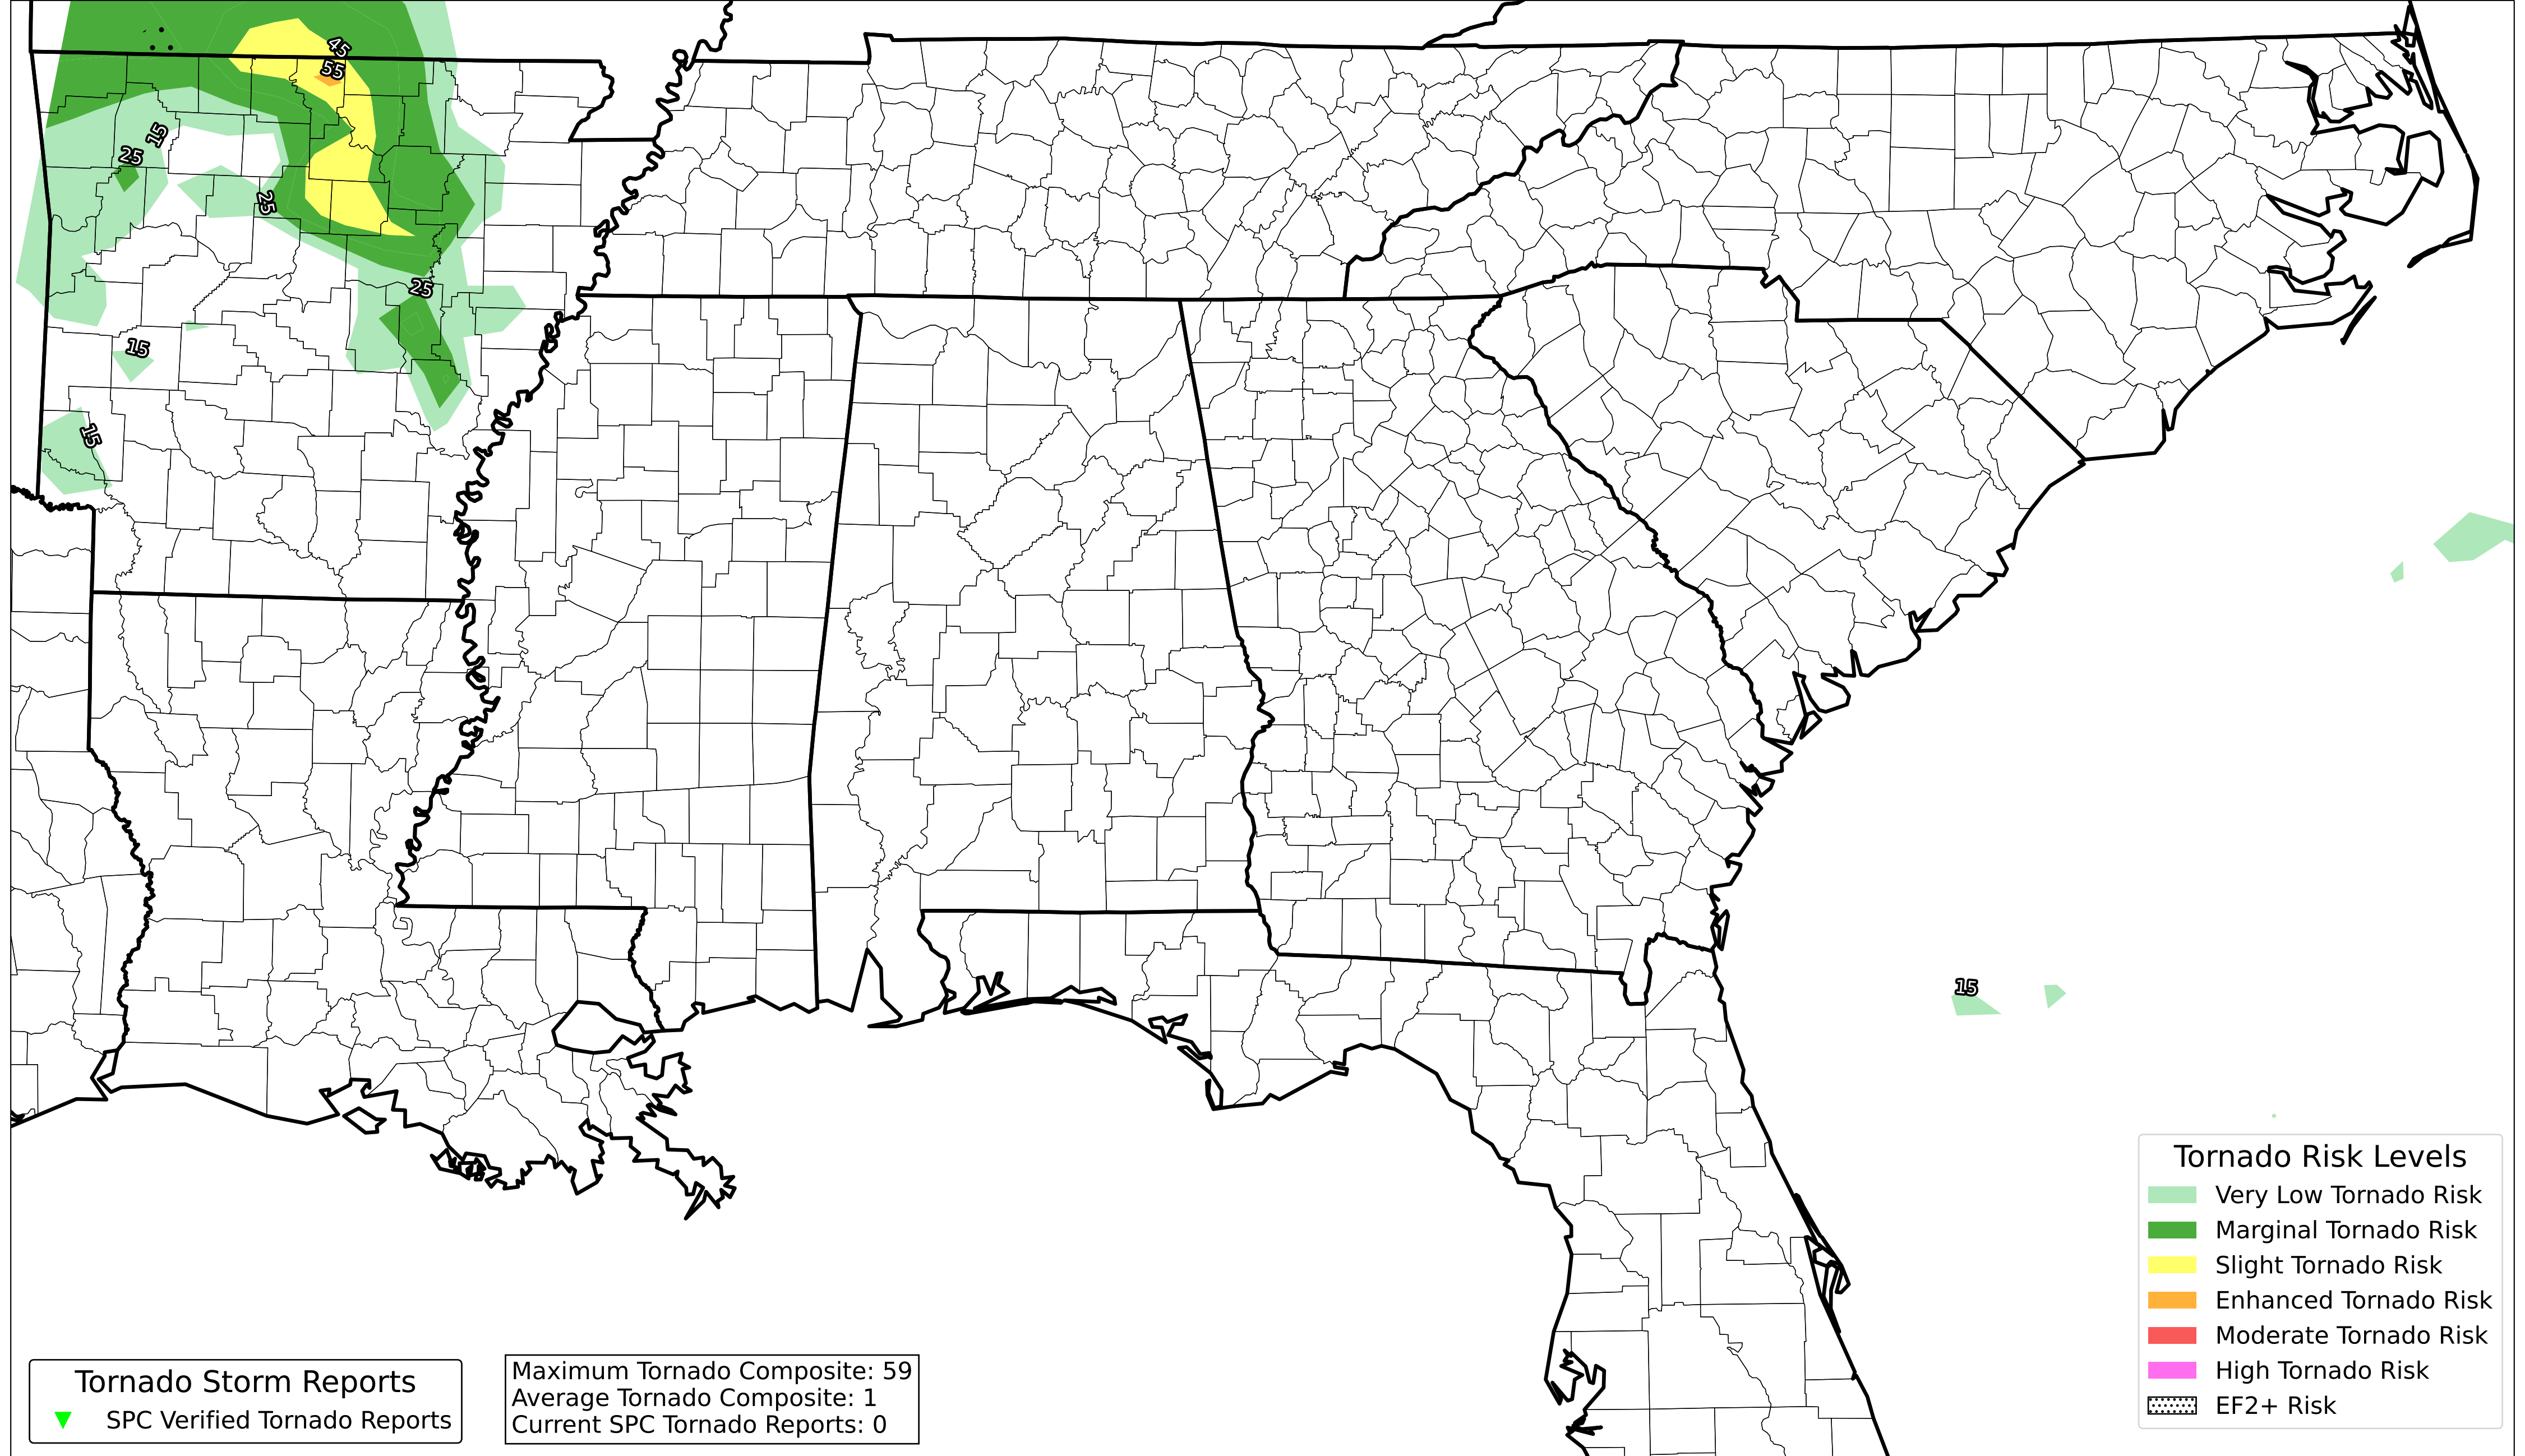 45
55
15
25
25
25
15
15
15
Tornado Risk Levels
Very Low Tornado Risk
Marginal Tornado Risk
Slight Tornado Risk
Enhanced Tornado Risk
Moderate Tornado Risk
High Tornado Risk
EF2+ Risk
Tornado Storm Reports
SPC Verified Tornado Reports
Maximum Tornado Composite: 59
Average Tornado Composite: 1
Current SPC Tornado Reports: 0